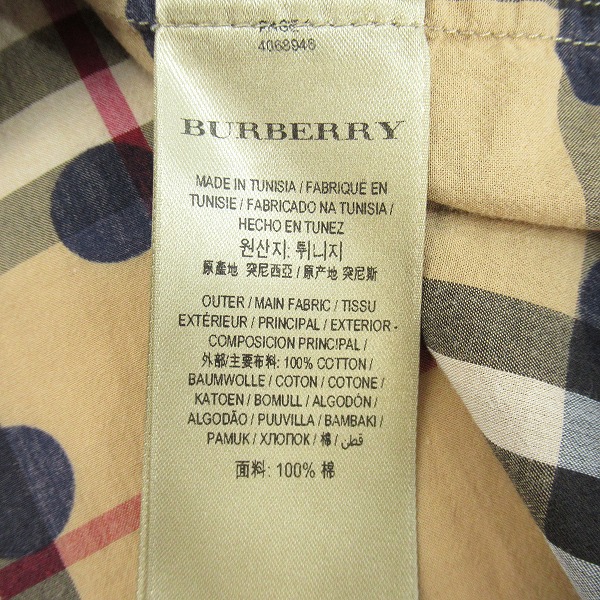 PAGE 1
4068948
BURBERRY
MADE IN TUNISIA / FABRIQUE EN
TUNISIE / FABRICADO NA TUNISIA /
HECHO EN TUNEZ
원산지: 튀니지
原產地 突尼西亞 / 原产地 突尼斯
OUTER / MAIN FABRIC / TISSU
EXTÉRIEUR / PRINCIPAL / EXTERIOR -
COMPOSICION PRINCIPAL /
外部/主要布料: 100% COTTON /
BAUMWOLLE / COTON / COTONE /
KATOEN / BOMULL / ALGODÓN /
ALGODÃO / PUUVILLA / BAMBAKI /
PAMUK / ХЛОПОК / 棉 / قطن
面料: 100% 棉